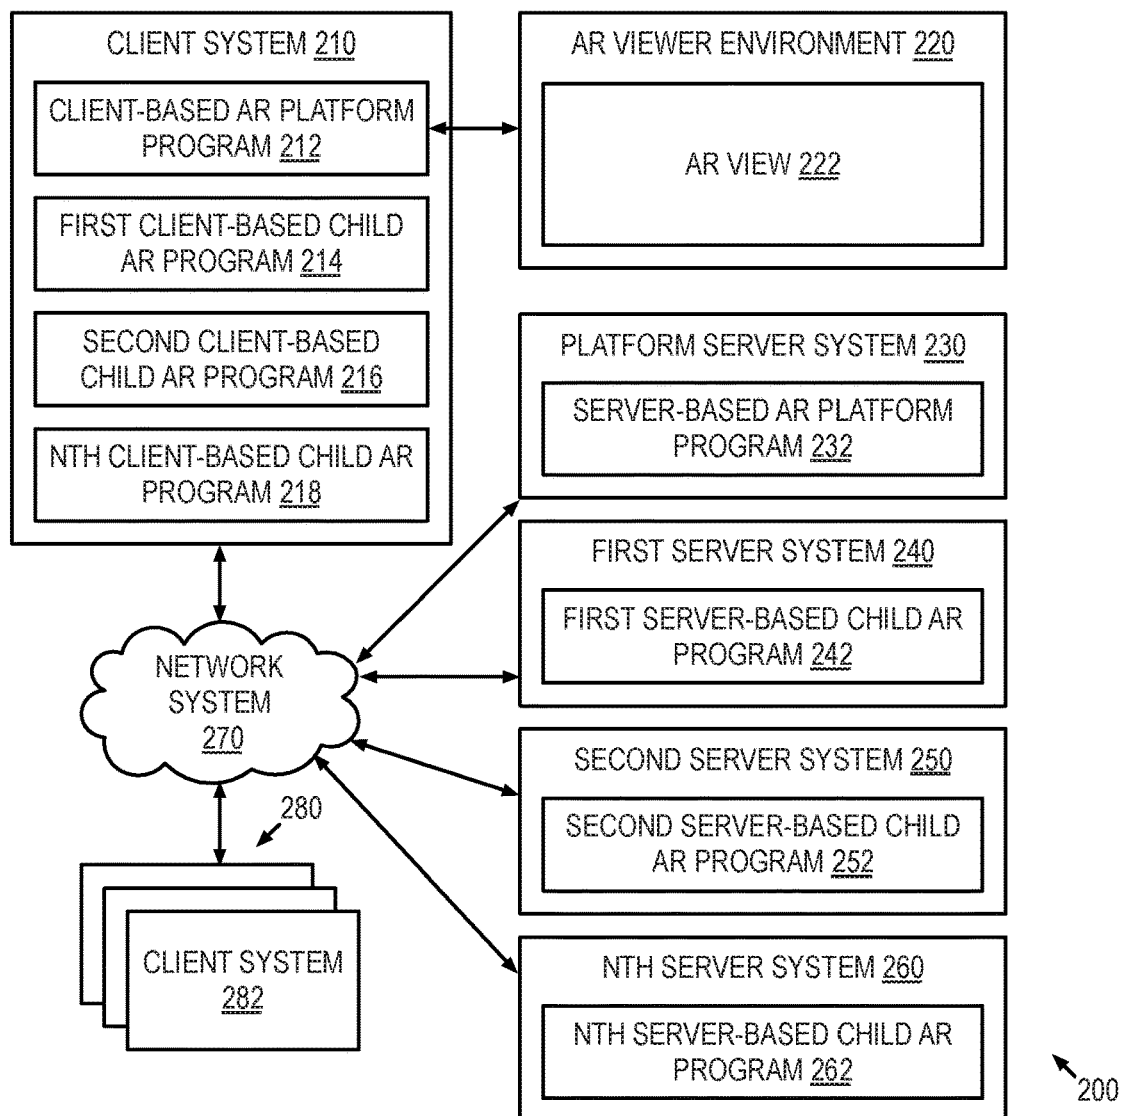 CLIENT SYSTEM 210
CLIENT-BASED AR PLATFORM
PROGRAM 212
FIRST CLIENT-BASED CHILD
AR PROGRAM 214
SECOND CLIENT-BASED
CHILD AR PROGRAM 216
NTH CLIENT-BASED CHILD AR
PROGRAM 218
AR VIEWER ENVIRONMENT 220
AR VIEW 222
PLATFORM SERVER SYSTEM 230
SERVER-BASED AR PLATFORM
PROGRAM 232
FIRST SERVER SYSTEM 240
FIRST SERVER-BASED CHILD AR
PROGRAM 242
NETWORK
SYSTEM
270
SECOND SERVER SYSTEM 250
SECOND SERVER-BASED CHILD
AR PROGRAM 252
280
CLIENT SYSTEM
282
NTH SERVER SYSTEM 260
NTH SERVER-BASED CHILD AR
PROGRAM 262
200